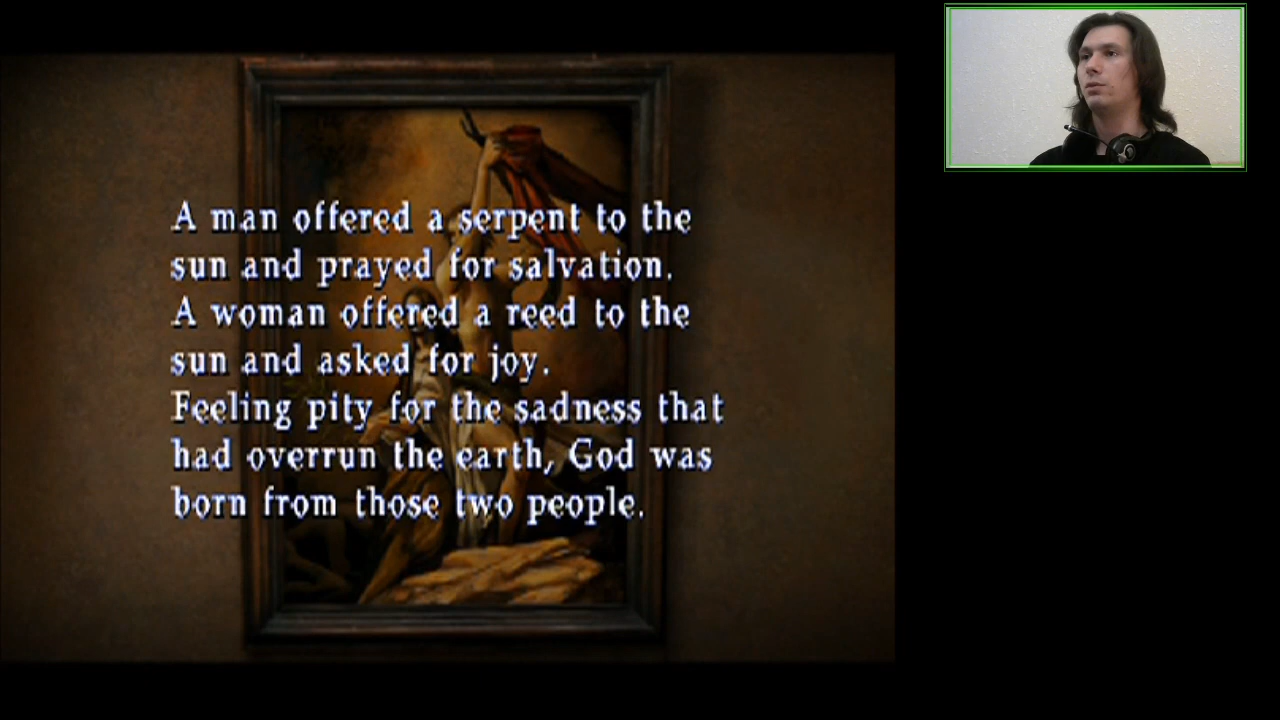 A man offered a serpent to the
sun and prayed for salvation.
A woman offered a reed to the
sun and asked for joy.
Feeling pity for the sadness that
had overrun the earth, God was
born from those two people.